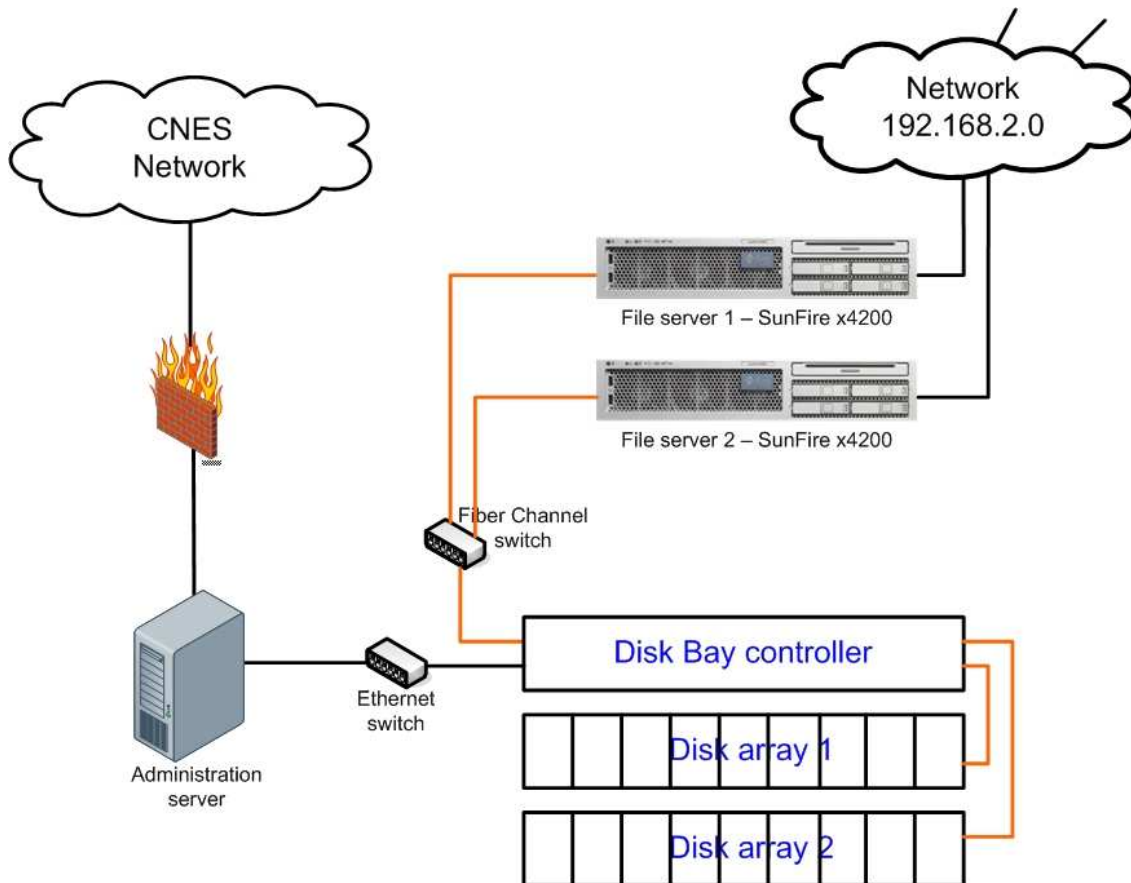 CNES
Network
Network
192.168.2.0
File server 1 – SunFire x4200
File server 2 – SunFire x4200
Fiber Channel
switch
Disk Bay controller
Ethernet
switch
Disk array 1
Administration
server
Disk array 2